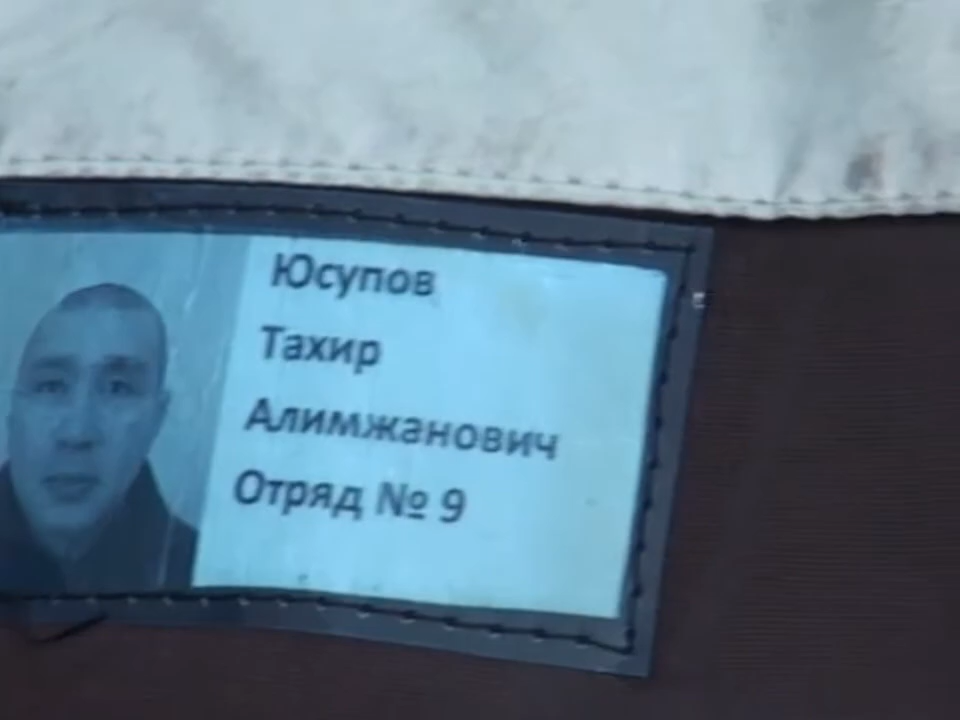 Юсупов
Тахир
Алимжанович
Отряд № 9